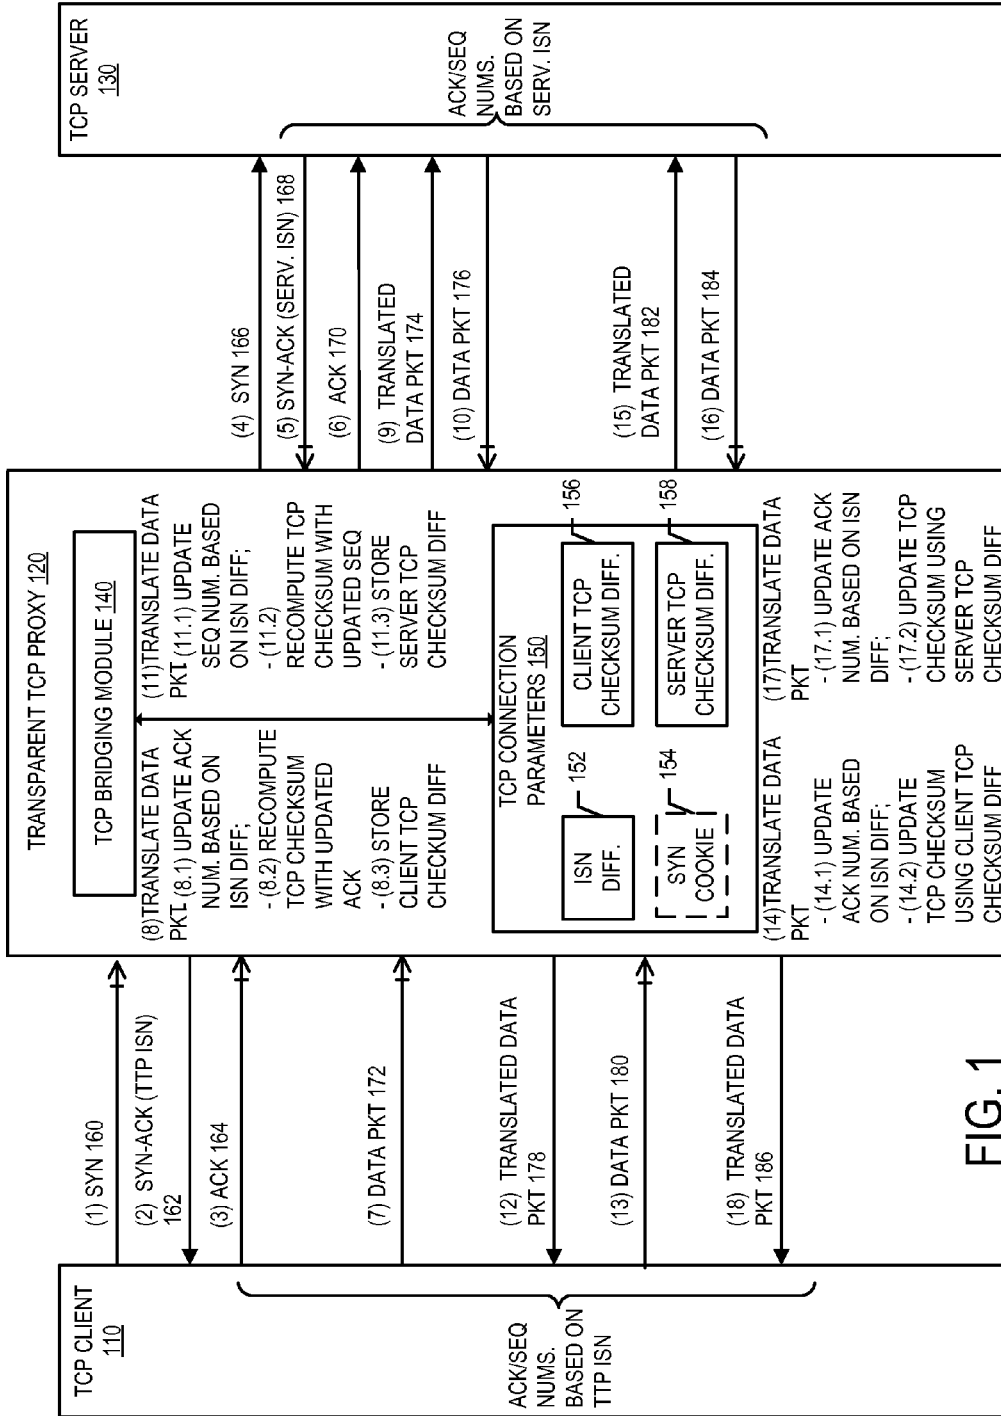 TCP CLIENT
110
ACK/SEQ
NUMS.
BASED ON
TTP ISN
(1) SYN 160
(2) SYN-ACK (TTP ISN)
162
(3) ACK 164
(7) DATA PKT 172
(12) TRANSLATED DATA
PKT 178
(13) DATA PKT 180
(18) TRANSLATED DATA
PKT 186
TRANSPARENT TCP PROXY 120
TCP BRIDGING MODULE 140
(8)TRANSLATE DATA
PKT- (8.1) UPDATE ACK
NUM. BASED ON
ISN DIFF;
- (8.2) RECOMPUTE
TCP CHECKSUM
WITH UPDATED
ACK
- (8.3) STORE
CLIENT TCP
CHECKUM DIFF
(11)TRANSLATE DATA
PKT- (11.1) UPDATE
SEQ NUM. BASED
ON ISN DIFF;
- (11.2)
RECOMPUTE TCP
CHECKSUM WITH
UPDATED SEQ
- (11.3) STORE
SERVER TCP
CHECKSUM DIFF
TCP CONNECTION
PARAMETERS 150
ISN
DIFF.
152
SYN
COOKIE
154
CLIENT TCP
CHECKSUM DIFF.
156
SERVER TCP
CHECKSUM DIFF.
158
(14)TRANSLATE DATA
PKT
- (14.1) UPDATE
ACK NUM. BASED
ON ISN DIFF;
- (14.2) UPDATE
TCP CHECKSUM
USING CLIENT TCP
CHECKSUM DIFF
(17)TRANSLATE DATA
PKT
- (17.1) UPDATE ACK
NUM. BASED ON ISN
DIFF;
- (17.2) UPDATE TCP
CHECKSUM USING
SERVER TCP
CHECKSUM DIFF
(4) SYN 166
(5) SYN-ACK (SERV. ISN) 168
(6) ACK 170
(9) TRANSLATED
DATA PKT 174
(10) DATA PKT 176
(15) TRANSLATED
DATA PKT 182
(16) DATA PKT 184
TCP SERVER
130
ACK/SEQ
NUMS.
BASED ON
SERV. ISN
FIG. 1